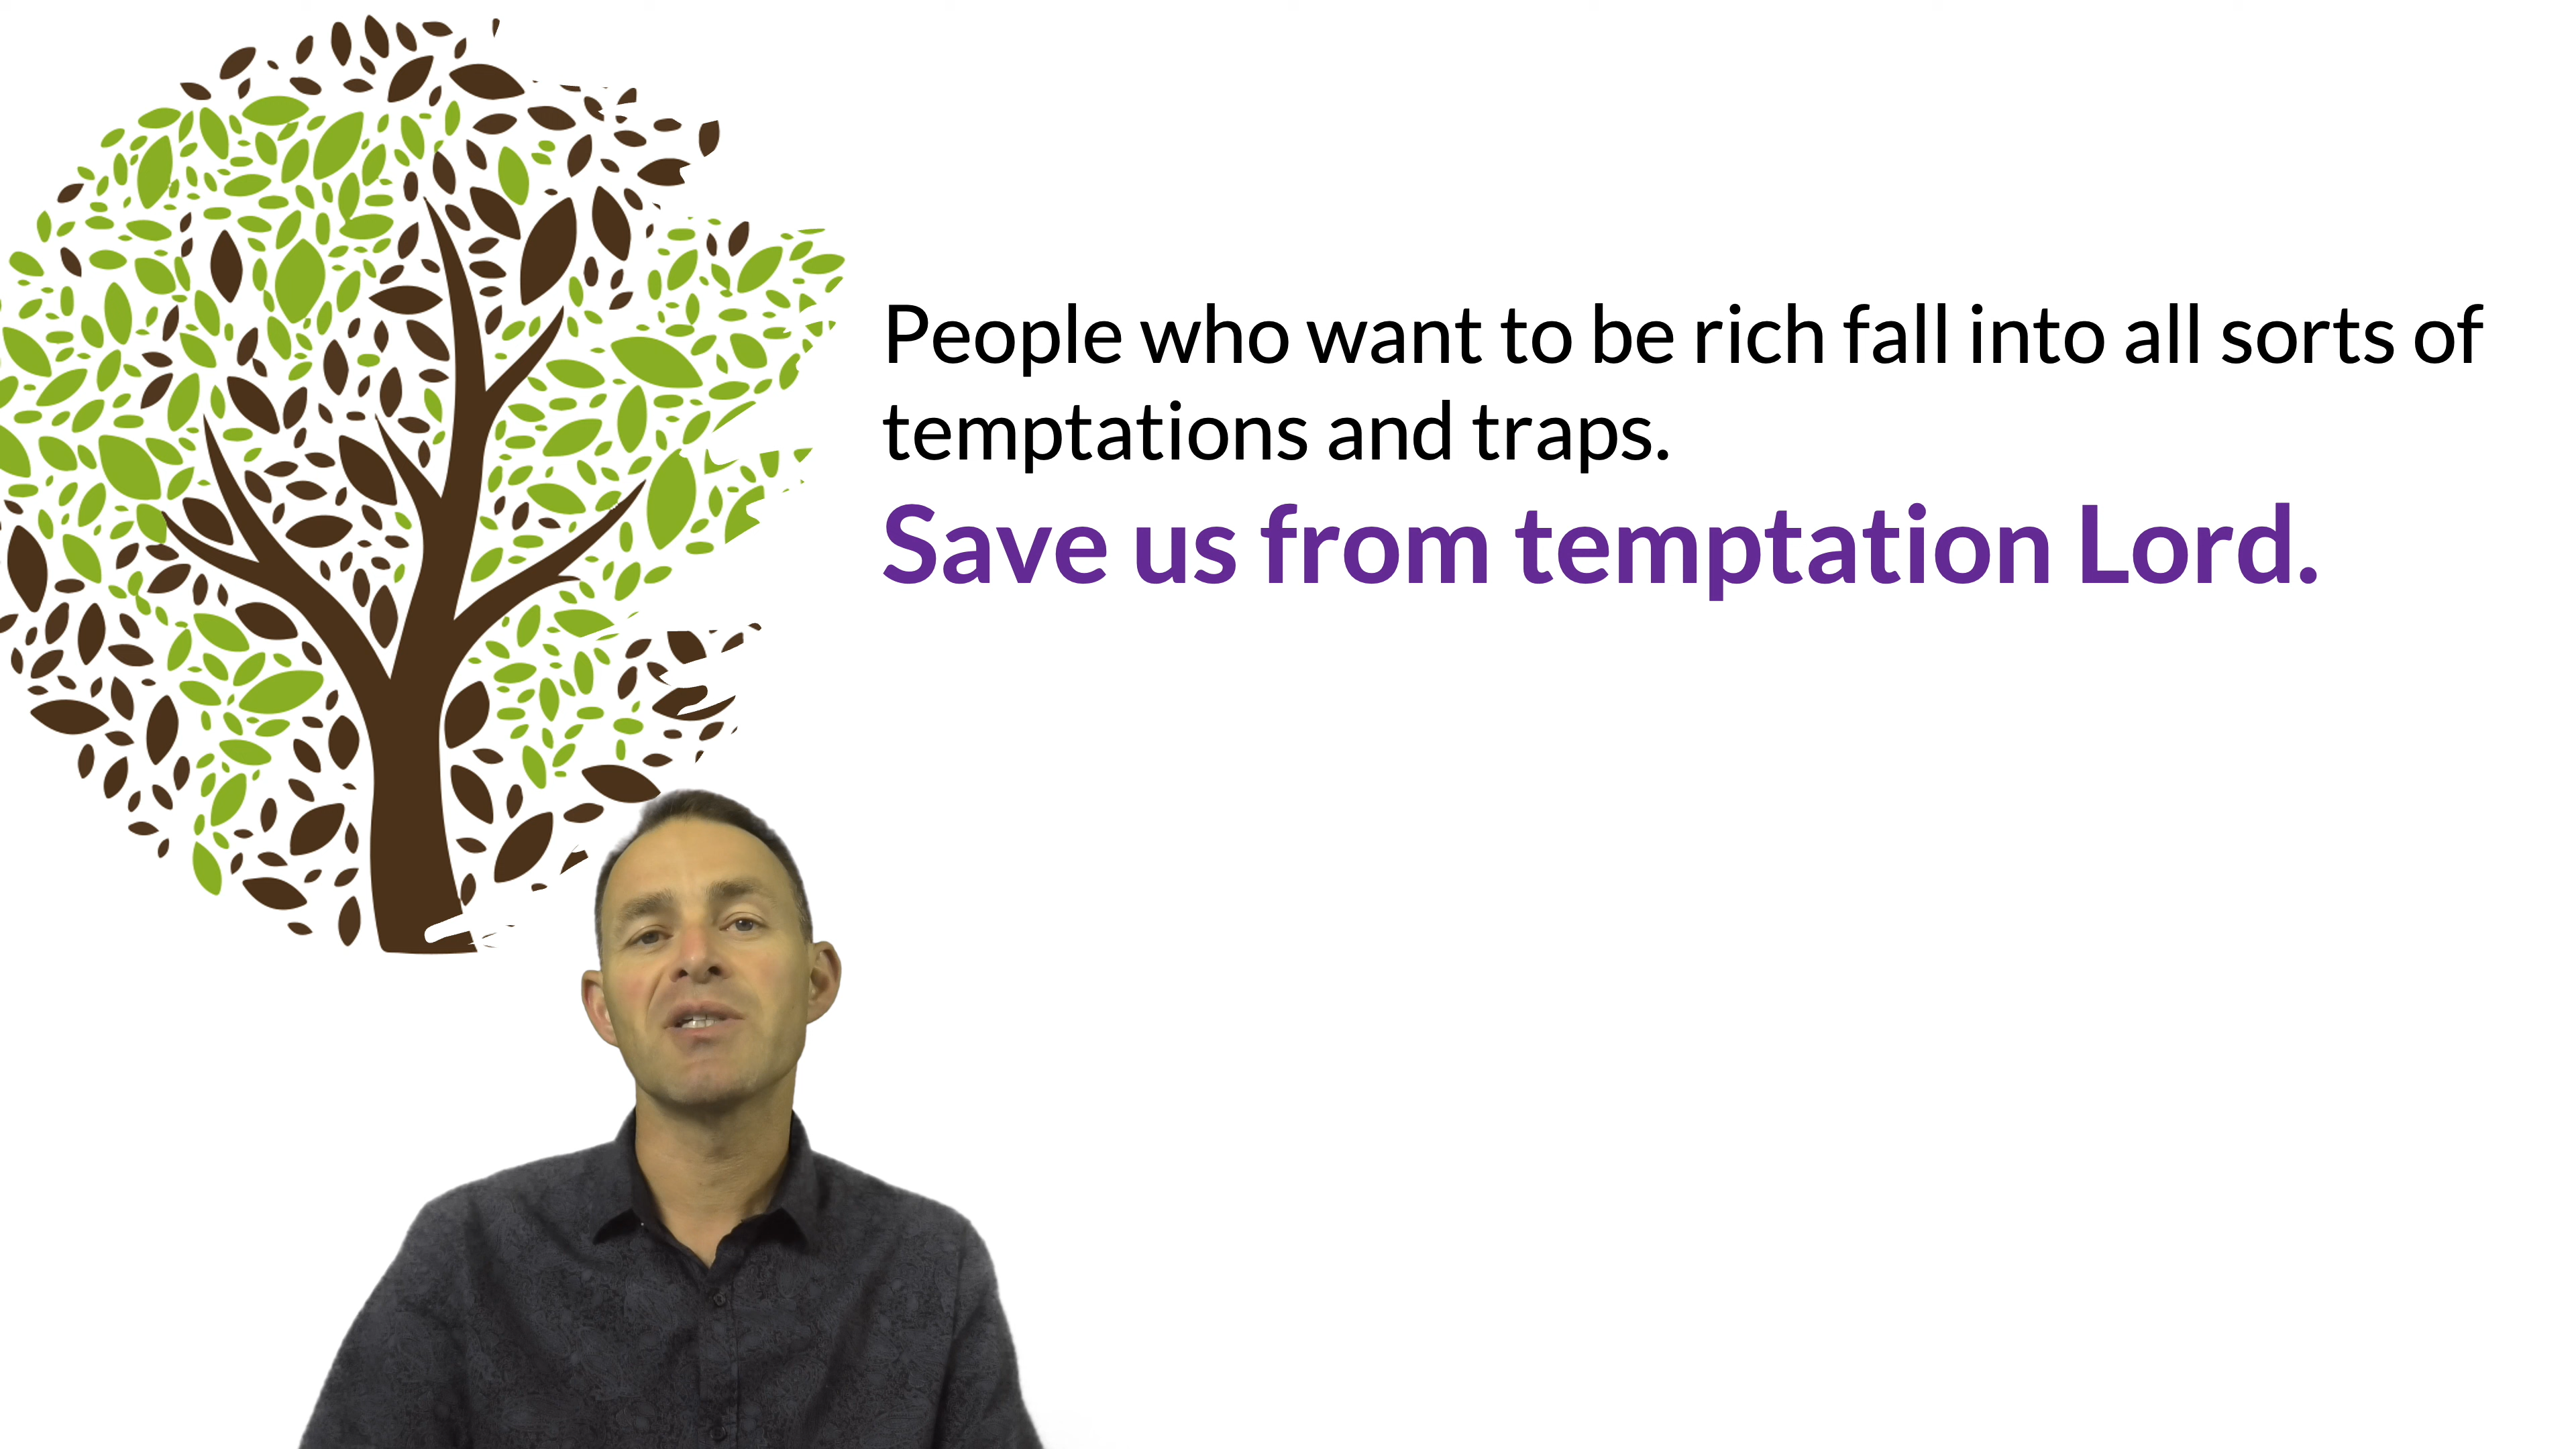 People who want to be rich fall into all sorts of
temptations and traps.
Save us from temptation Lord.